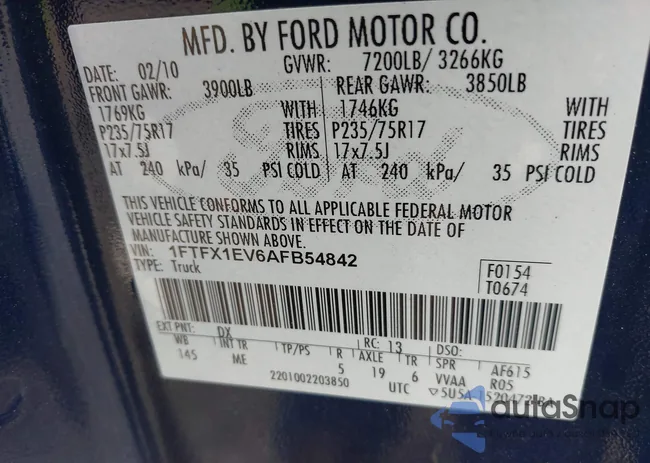 MFD. BY FORD MOTOR CO.
DATE: 02/10 GVWR: 7200LB/ 3266KG
FRONT GAWR: 3900LB REAR GAWR: 3850LB
1769KG WITH 1746KG WITH
P235/75R17 TIRES P235/75R17 TIRES
17x7.5J RIMS 17x7.5J RIMS
AT 240 kPa/ 35 PSI COLD AT 240 kPa/ 35 PSI COLD
Ford
THIS VEHICLE CONFORMS TO ALL APPLICABLE FEDERAL MOTOR
VEHICLE SAFETY STANDARDS IN EFFECT ON THE DATE OF
MANUFACTURE SHOWN ABOVE.
VIN: 1FTFX1EV6AFB54842
TYPE: Truck
F0154
T0674
EXT PNT: DX RC: 13 DSO:
WB INT TR TP/PS R AXLE TR SPR AF615
145 ME 5 19 6 VVAA R05
2201002203850 UTC
autoSnap